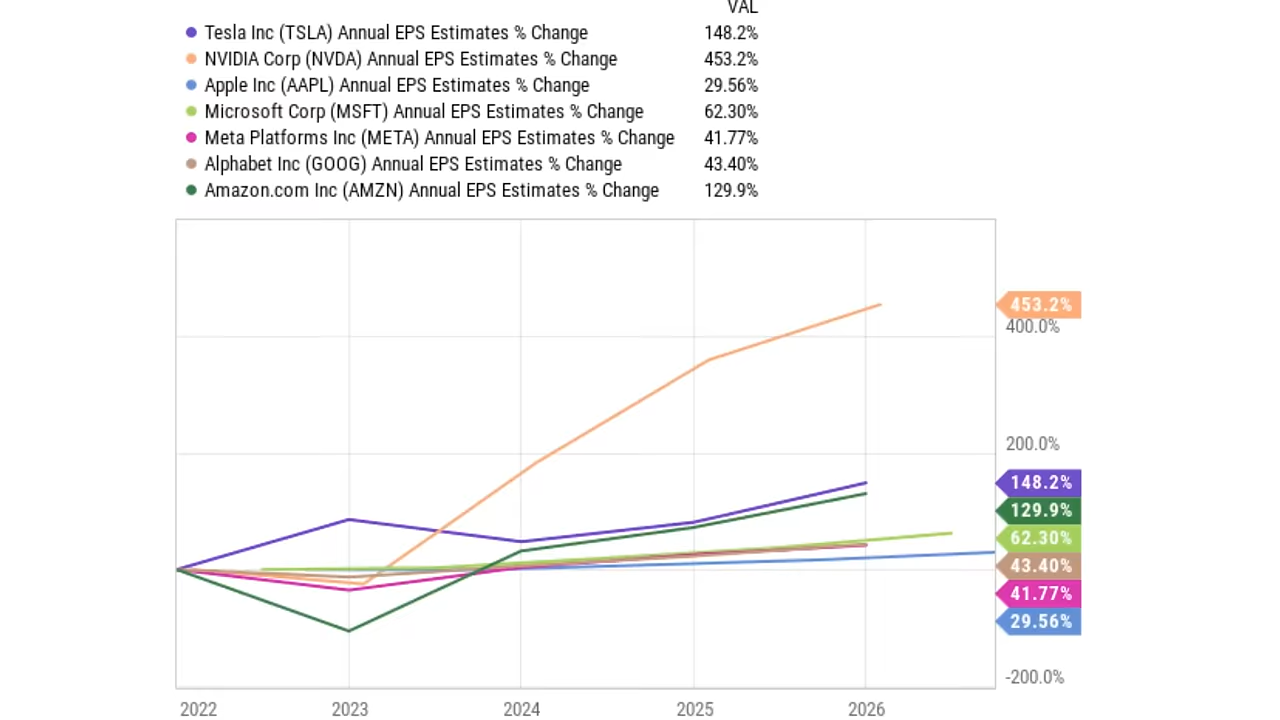 VAL
Tesla Inc (TSLA) Annual EPS Estimates % Change 148.2%
NVIDIA Corp (NVDA) Annual EPS Estimates % Change 453.2%
Apple Inc (AAPL) Annual EPS Estimates % Change 29.56%
Microsoft Corp (MSFT) Annual EPS Estimates % Change 62.30%
Meta Platforms Inc (META) Annual EPS Estimates % Change 41.77%
Alphabet Inc (GOOG) Annual EPS Estimates % Change 43.40%
Amazon.com Inc (AMZN) Annual EPS Estimates % Change 129.9%
453.2%
400.0%
200.0%
148.2%
129.9%
62.30%
43.40%
41.77%
29.56%
-200.0%
2022 2023 2024 2025 2026